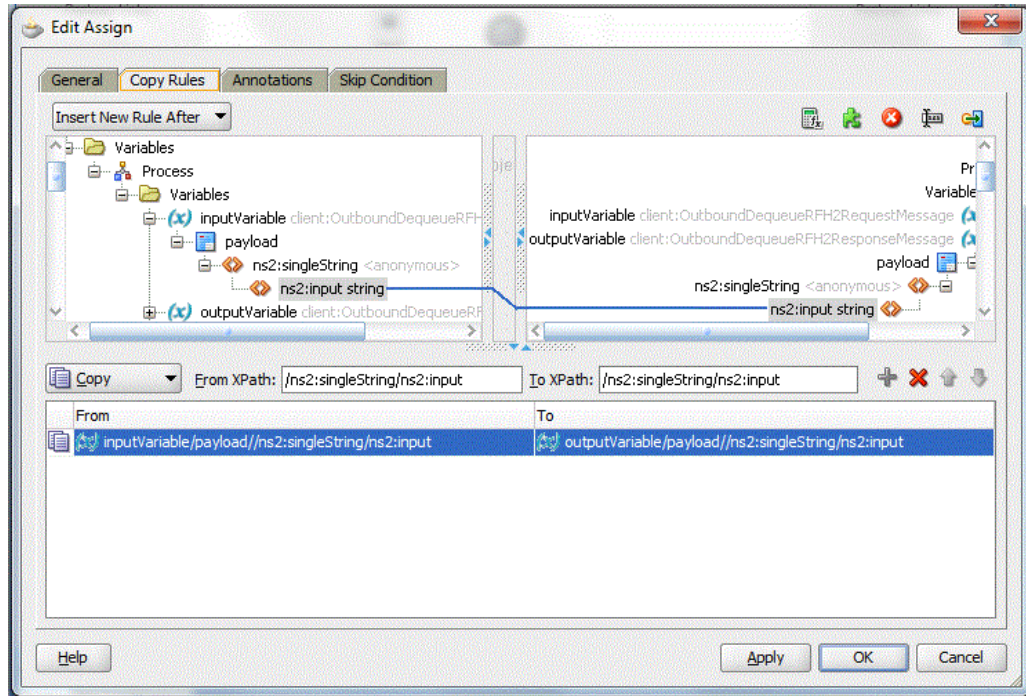 Edit Assign
General Copy Rules Annotations Skip Condition
Insert New Rule After
Variables
Process
Variables
inputVariable client:OutboundDequeueRFH
payload
ns2:singleString <anonymous>
ns2:input string
outputVariable client:OutboundDequeueRF
Pr
Variable
inputVariable client:OutboundDequeueRFH2RequestMessage
outputVariable client:OutboundDequeueRFH2ResponseMessage
payload
ns2:singleString <anonymous>
ns2:input string
Copy From XPath: /ns2:singleString/ns2:input To XPath: /ns2:singleString/ns2:input
From To
inputVariable/payload//ns2:singleString/ns2:input outputVariable/payload//ns2:singleString/ns2:input
Help Apply OK Cancel